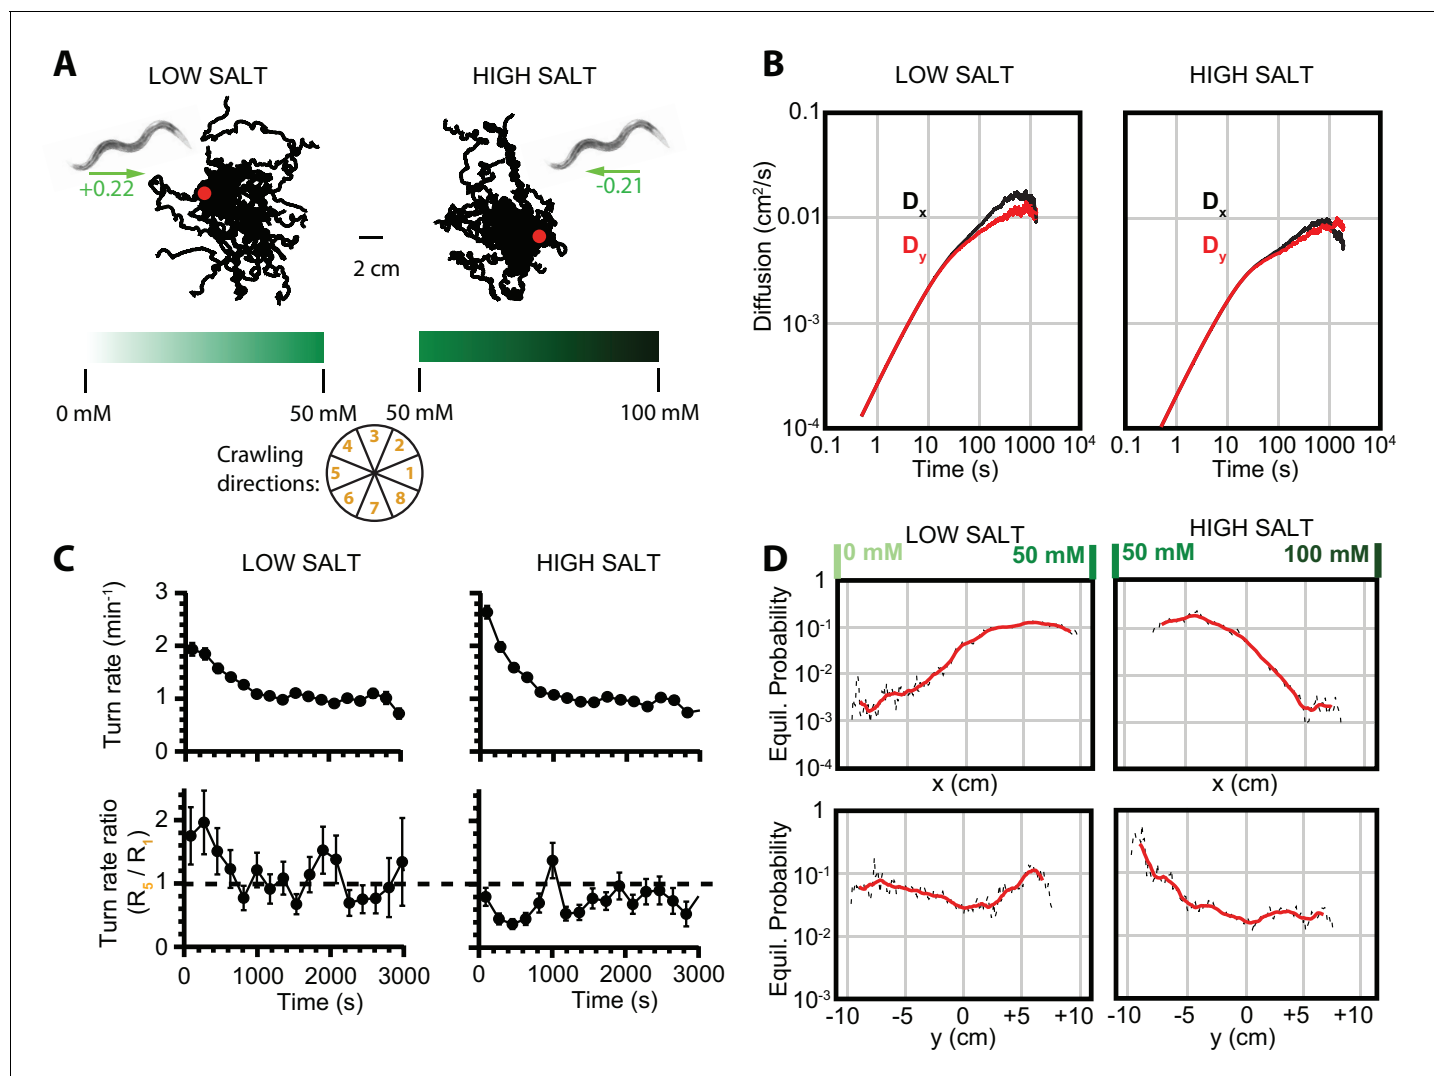 A
LOW SALT
HIGH SALT
+0.22
-0.21
2 cm
0 mM
50 mM
50 mM
100 mM
Crawling
directions:
1
2
3
4
5
6
7
8
B
LOW SALT
HIGH SALT
Diffusion (cm²/s)
0.1
0.01
10⁻³
10⁻⁴
Dx
Dy
Dx
Dy
0.1 1 10 100 1000 10⁴
0.1 1 10 100 1000 10⁴
Time (s)
Time (s)
C
LOW SALT
HIGH SALT
Turn rate (min⁻¹)
3
2
1
0
Turn rate ratio
(R₅ / R₁)
2
1
0
0 1000 2000 3000
0 1000 2000 3000
Time (s)
Time (s)
D
LOW SALT
HIGH SALT
0 mM
50 mM
50 mM
100 mM
Equil. Probability
1
10⁻¹
10⁻²
10⁻³
10⁻⁴
x (cm)
x (cm)
Equil. Probability
1
10⁻¹
10⁻²
10⁻³
-10 -5 0 +5 +10
-10 -5 0 +5 +10
y (cm)
y (cm)